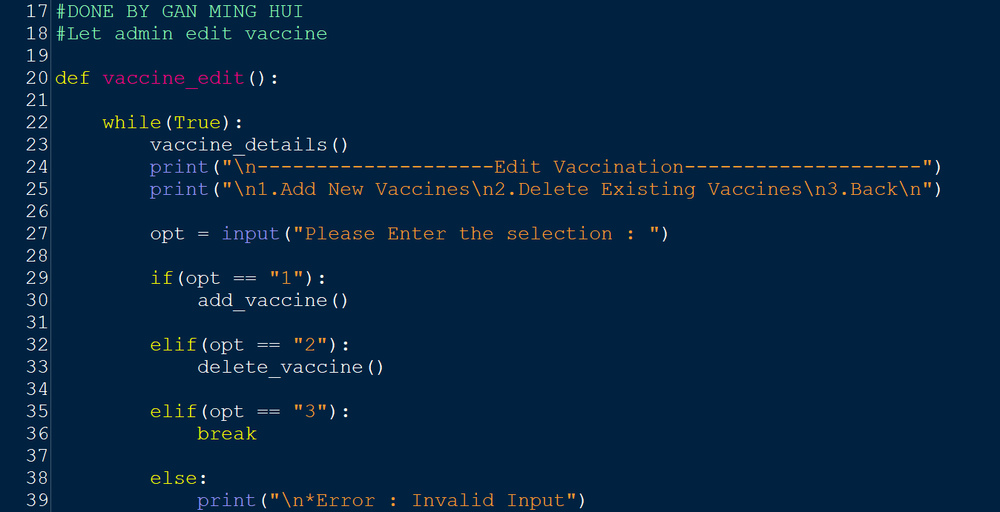 17 #DONE BY GAN MING HUI
18 #Let admin edit vaccine
19
20 def vaccine_edit():
21
22     while(True):
23         vaccine_details()
24         print("\n--------------------Edit Vaccination--------------------")
25         print("\n1.Add New Vaccines\n2.Delete Existing Vaccines\n3.Back\n")
26
27         opt = input("Please Enter the selection : ")
28
29         if(opt == "1"):
30             add_vaccine()
31
32         elif(opt == "2"):
33             delete_vaccine()
34
35         elif(opt == "3"):
36             break
37
38         else:
39             print("\n*Error : Invalid Input")